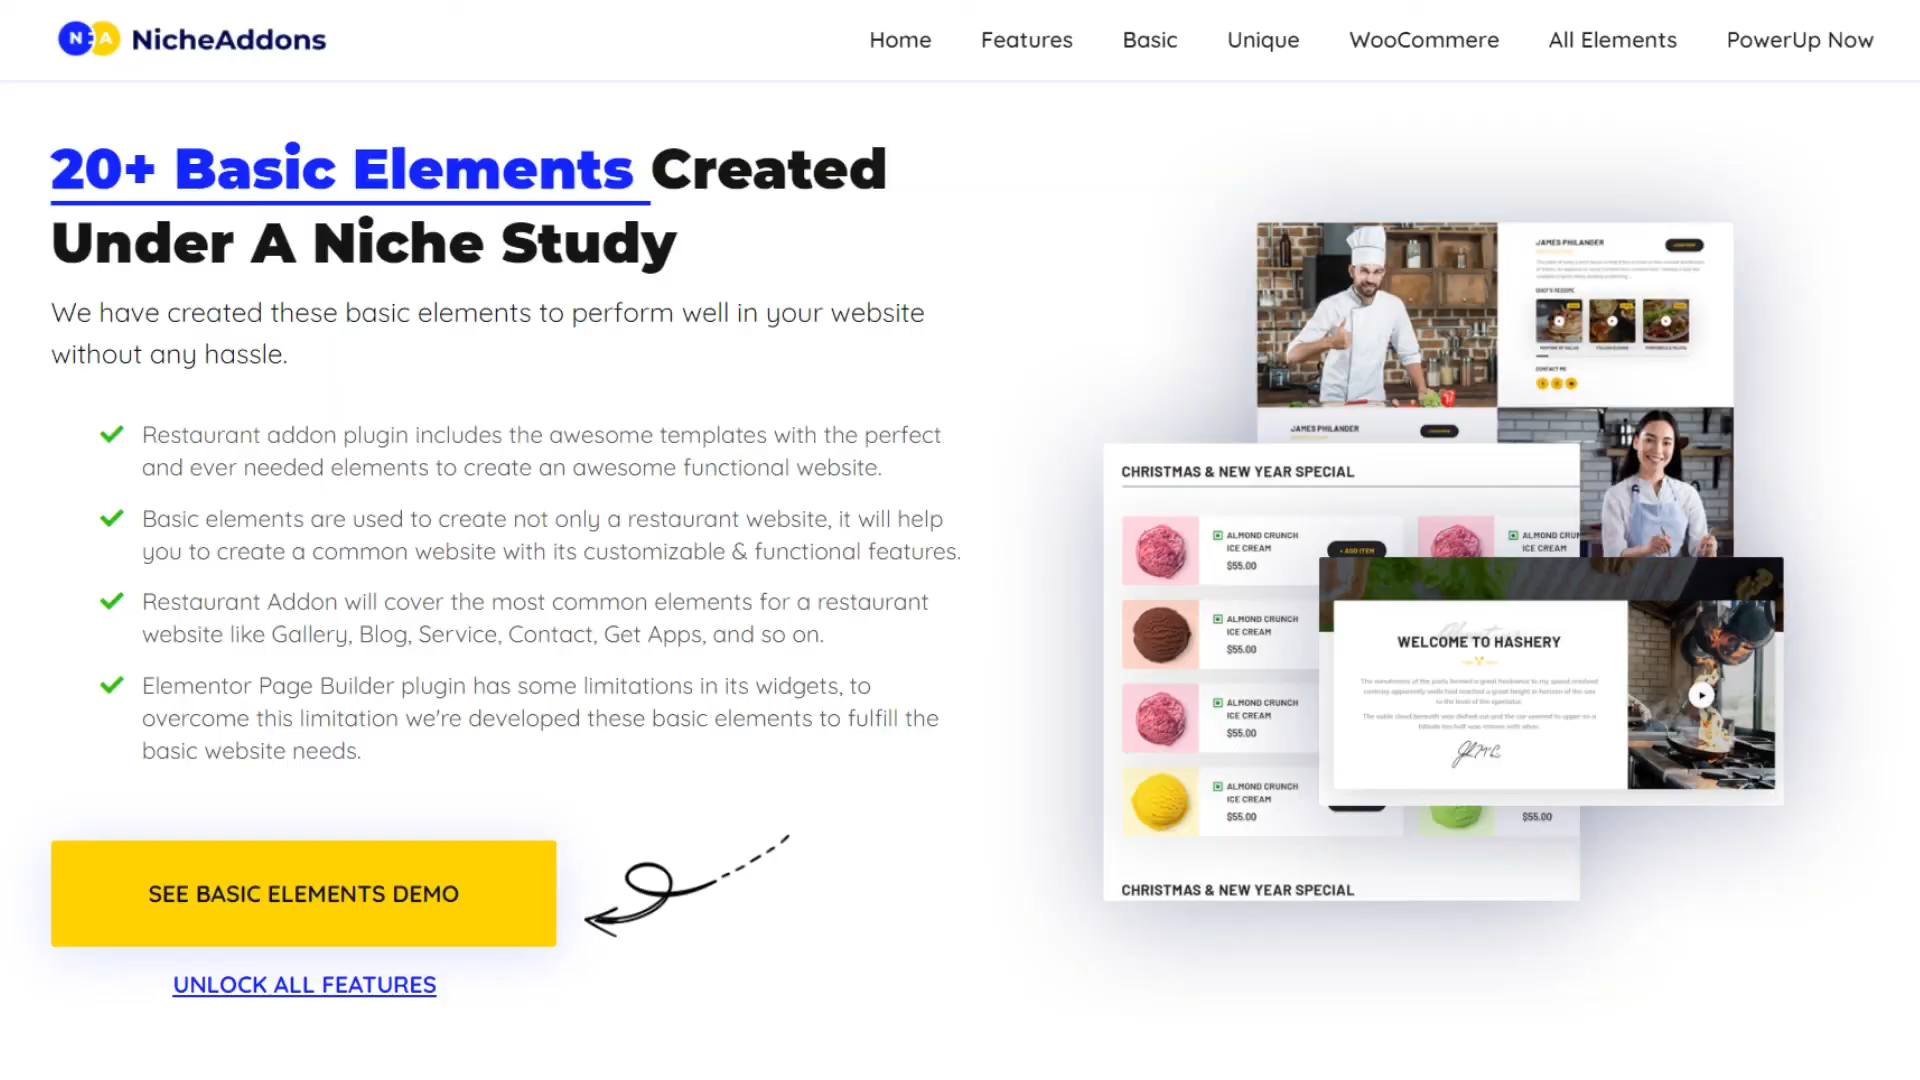 NicheAddons
Home Features Basic Unique WooCommere All Elements PowerUp Now
20+ Basic Elements Created
Under A Niche Study
We have created these basic elements to perform well in your website
without any hassle.
Restaurant addon plugin includes the awesome templates with the perfect
and ever needed elements to create an awesome functional website.
Basic elements are used to create not only a restaurant website, it will help
you to create a common website with its customizable & functional features.
Restaurant Addon will cover the most common elements for a restaurant
website like Gallery, Blog, Service, Contact, Get Apps, and so on.
Elementor Page Builder plugin has some limitations in its widgets, to
overcome this limitation we're developed these basic elements to fulfill the
basic website needs.
SEE BASIC ELEMENTS DEMO
UNLOCK ALL FEATURES
JAMES PHILANDER
CONTACT ME
JAMES PHILANDER
CHRISTMAS & NEW YEAR SPECIAL
ALMOND CRUNCH
ICE CREAM
$55.00
+ ADD ITEM
ALMOND CRUN
ICE CREAM
ALMOND CRUNCH
ICE CREAM
$55.00
ALMOND CRUNCH
ICE CREAM
$55.00
ALMOND CRUNCH
ICE CREAM
$55.00
$55.00
CHRISTMAS & NEW YEAR SPECIAL
WELCOME TO HASHERY